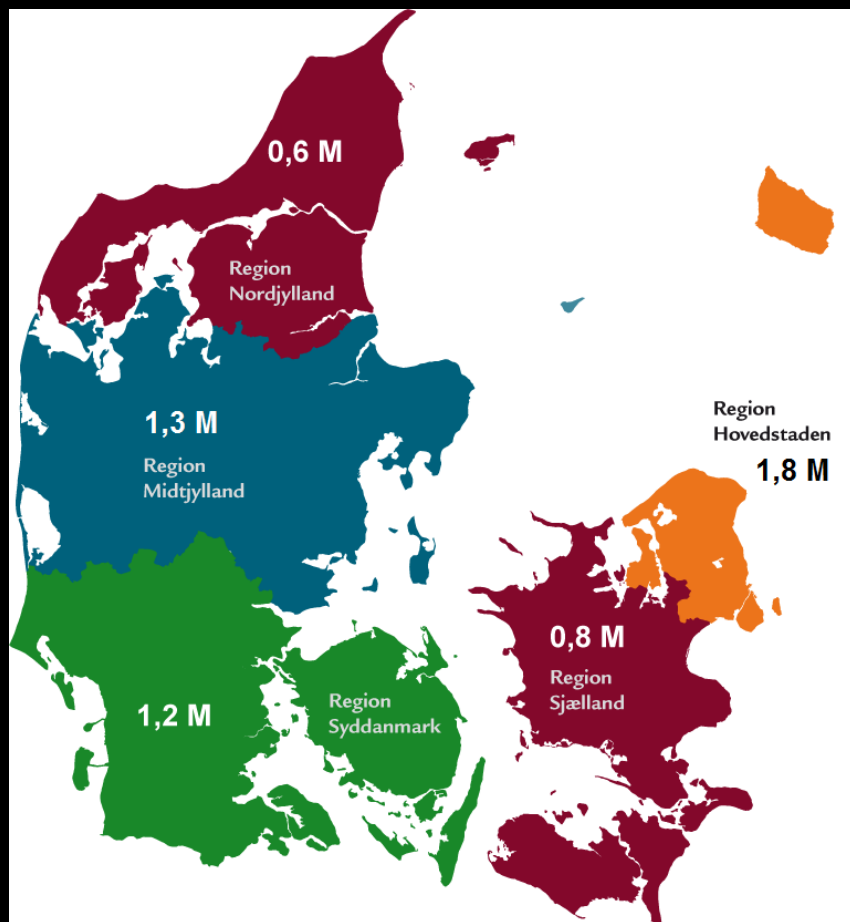 0,6 M
Region
Nordjylland
1,3 M
Region
Midtjylland
Region
Hovedstaden
1,8 M
0,8 M
Region
Sjælland
1,2 M
Region
Syddanmark